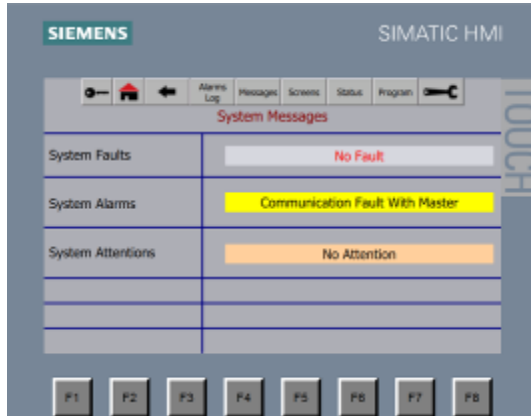 SIEMENS SIMATIC HMI
TOUCH
Alarms Log Messages Screens Status Program
System Messages
System Faults No Fault
System Alarms Communication Fault With Master
System Attentions No Attention
F1 F2 F3 F4 F5 F6 F7 F8